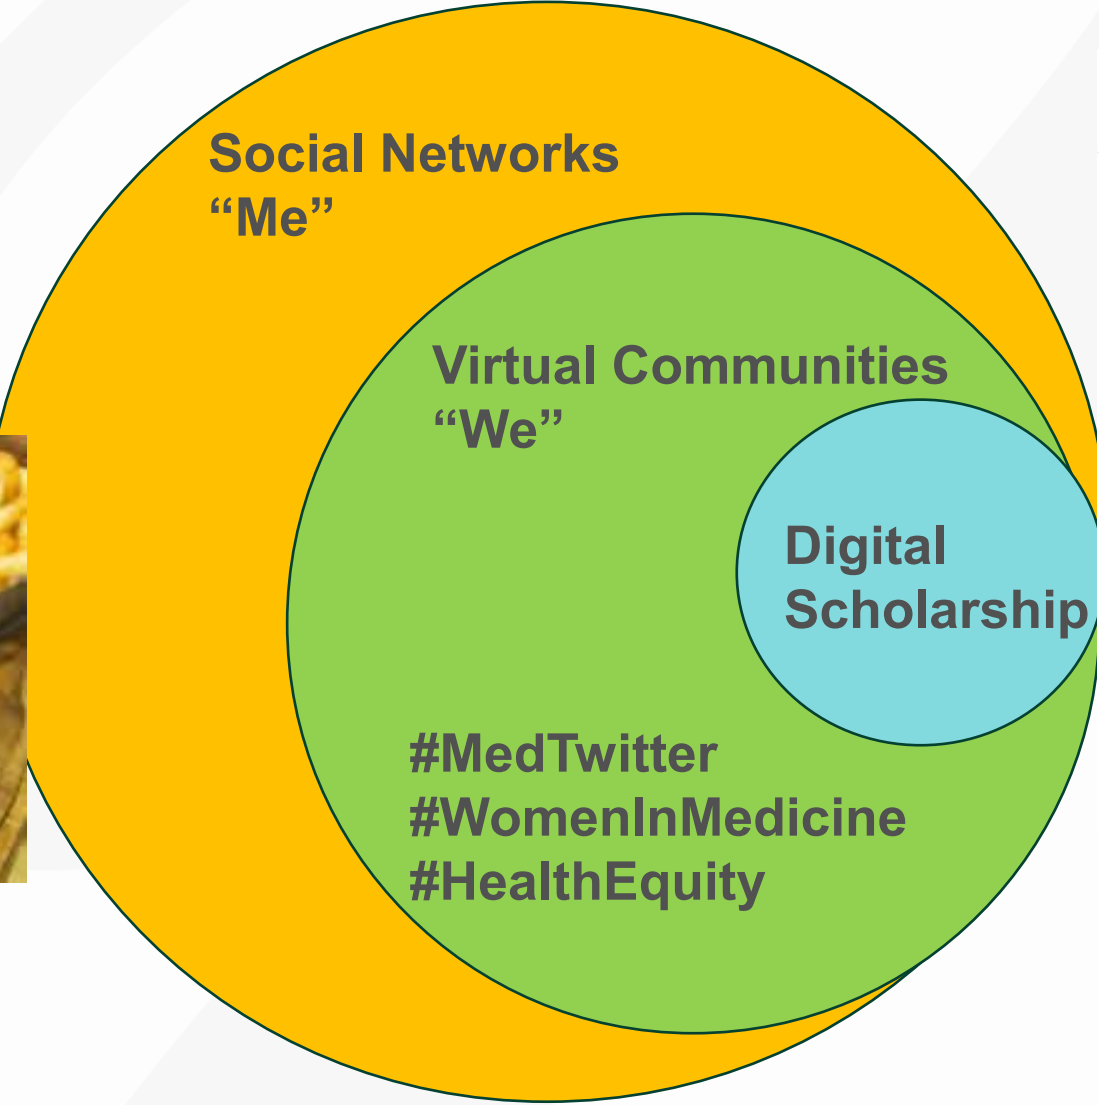 Social Networks
“Me”
Virtual Communities
“We”
Digital
Scholarship
#MedTwitter
#WomenInMedicine
#HealthEquity